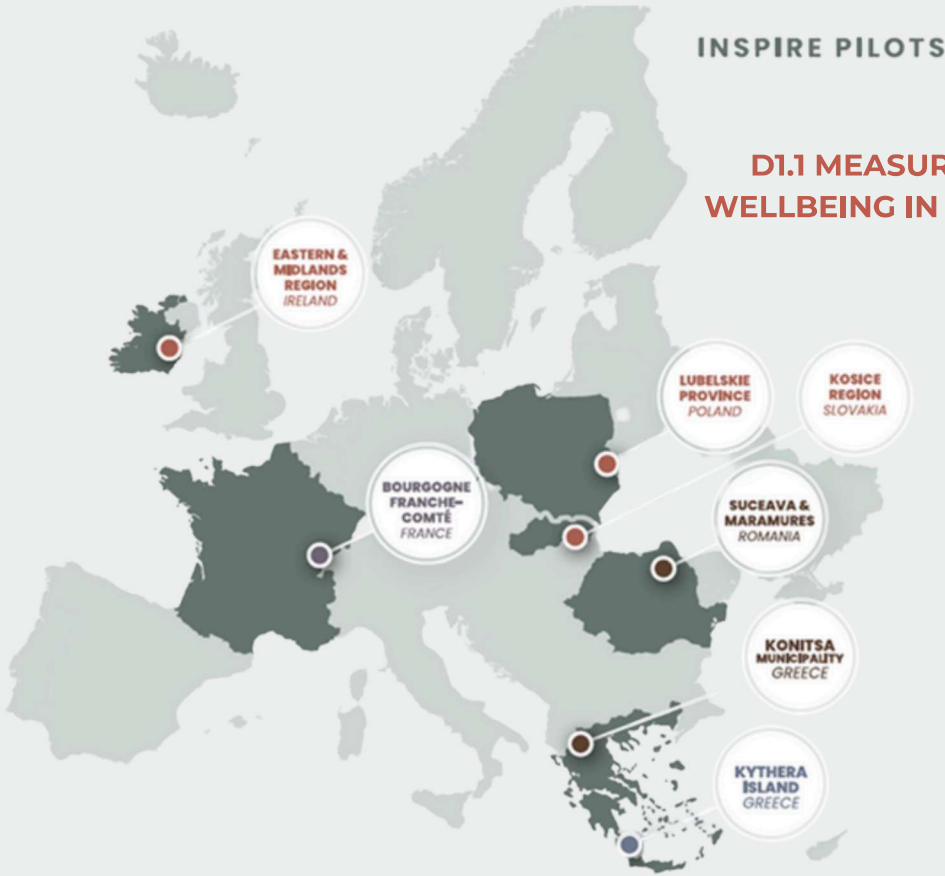 INSPIRE PILOTS
D1.1 MEASUR
WELLBEING IN
EASTERN &
MIDLANDS
REGION
IRELAND
LUBELSKIE
PROVINCE
POLAND
KOSICE
REGION
SLOVAKIA
BOURGOGNE
FRANCHE-
COMTÉ
FRANCE
SUCEAVA &
MARAMURES
ROMANIA
KONITSA
MUNICIPALITY
GREECE
KYTHERA
ISLAND
GREECE